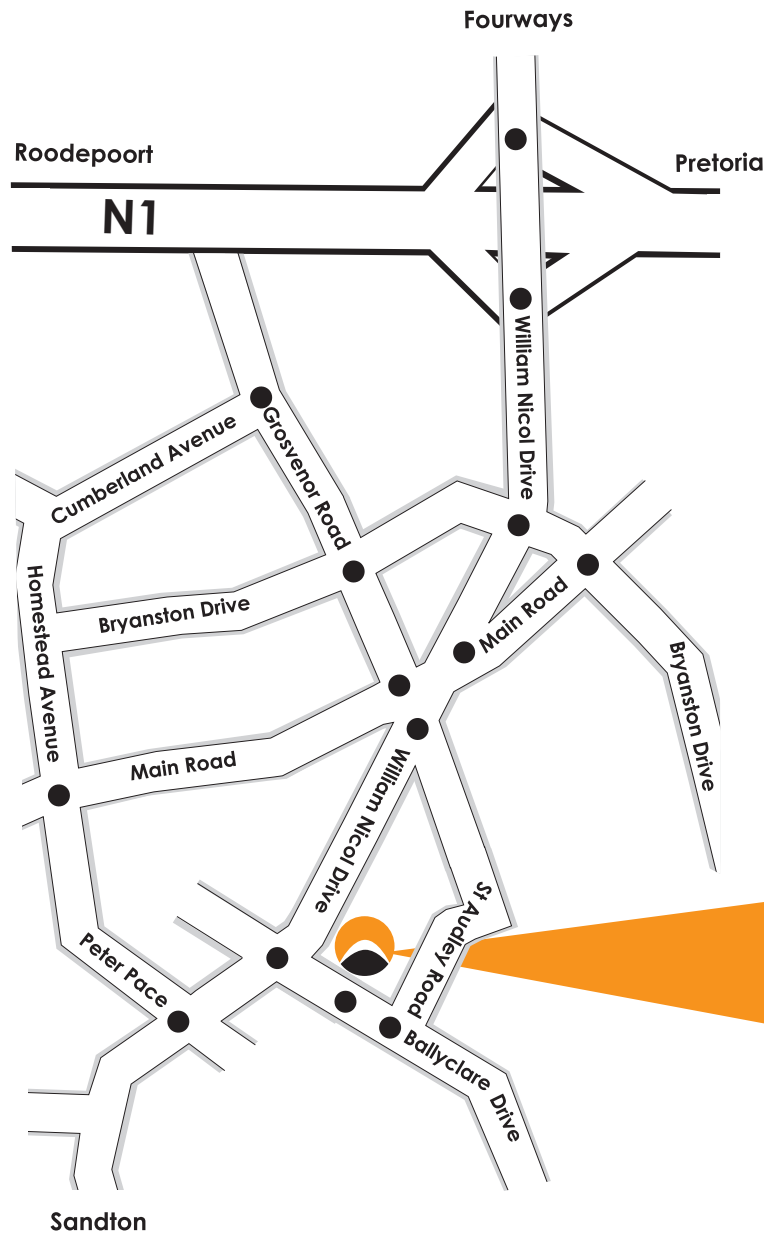 Fourways
Roodepoort
Pretoria
N1
William Nicol Drive
Cumberland Avenue
Grosvenor Road
Homestead Avenue
Bryanston Drive
Main Road
Bryanston Drive
Main Road
William Nicol Drive
St Audley Road
Peter Pace
Ballyclare Drive
Sandton